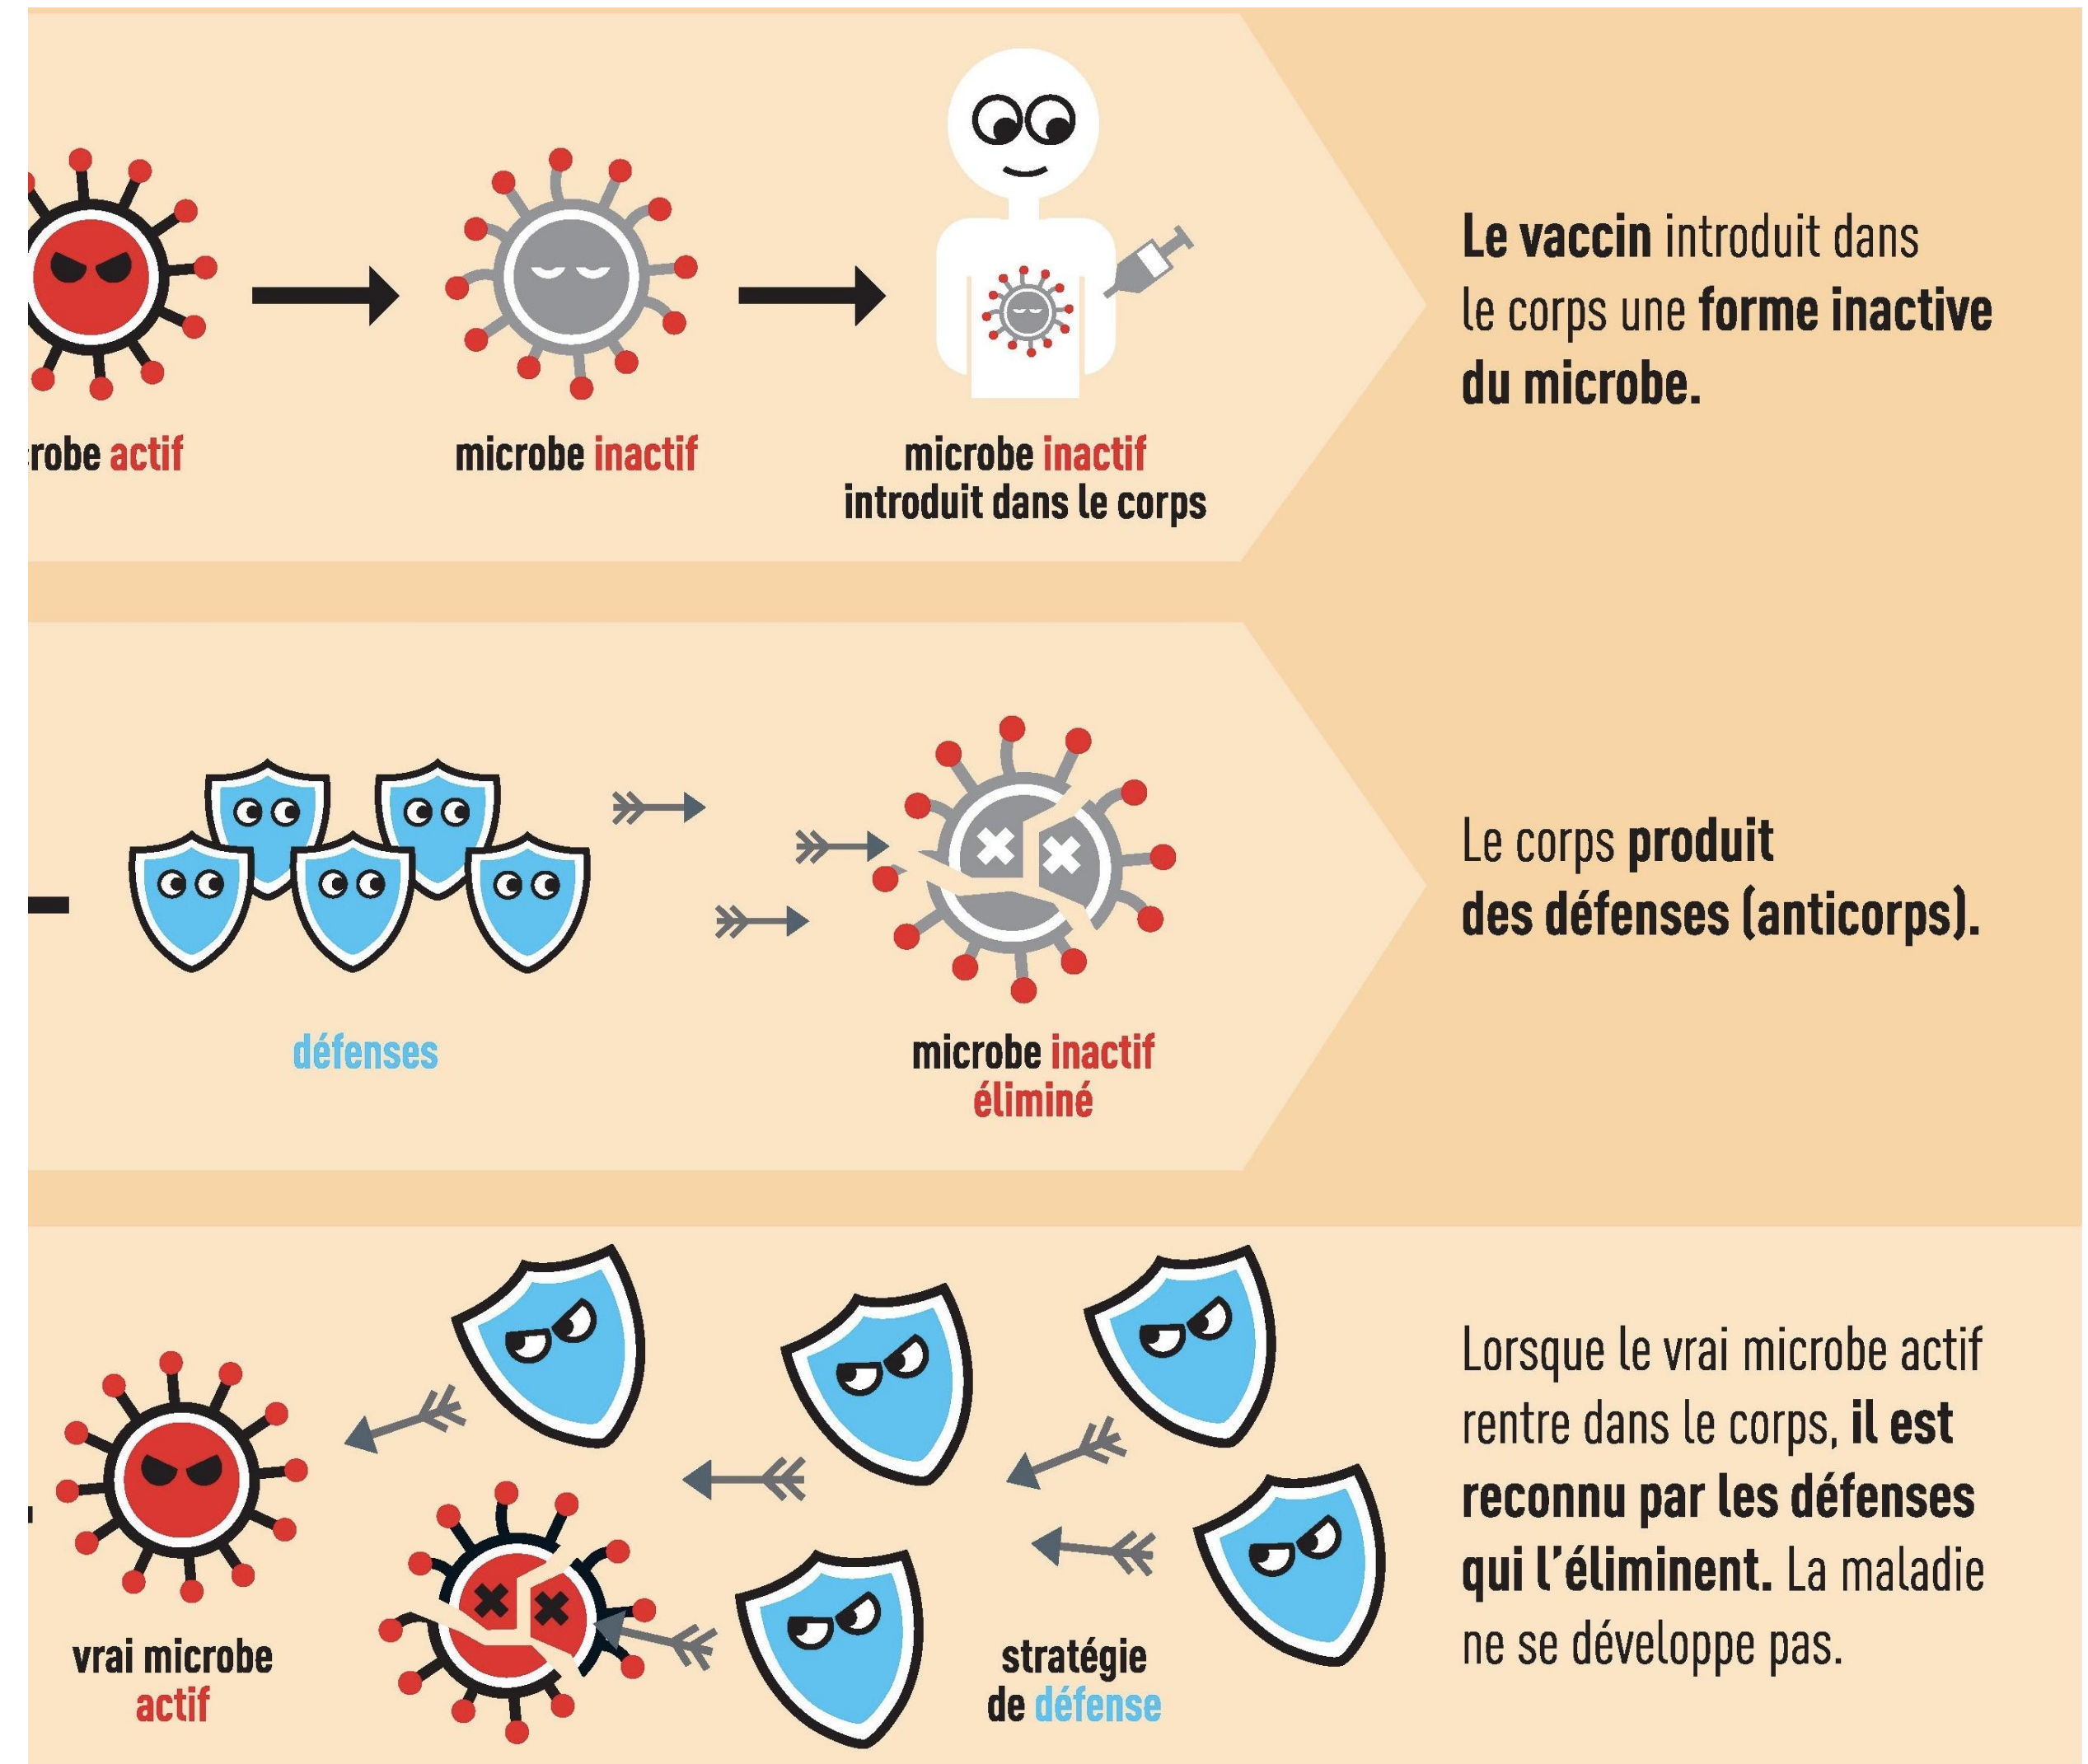 robe actif
microbe inactif
microbe inactif
introduit dans le corps
Le vaccin introduit dans
le corps une forme inactive
du microbe.
défenses
microbe inactif
éliminé
Le corps produit
des défenses (anticorps).
vrai microbe
actif
stratégie
de défense
Lorsque le vrai microbe actif
rentre dans le corps, il est
reconnu par les défenses
qui l'éliminent. La maladie
ne se développe pas.